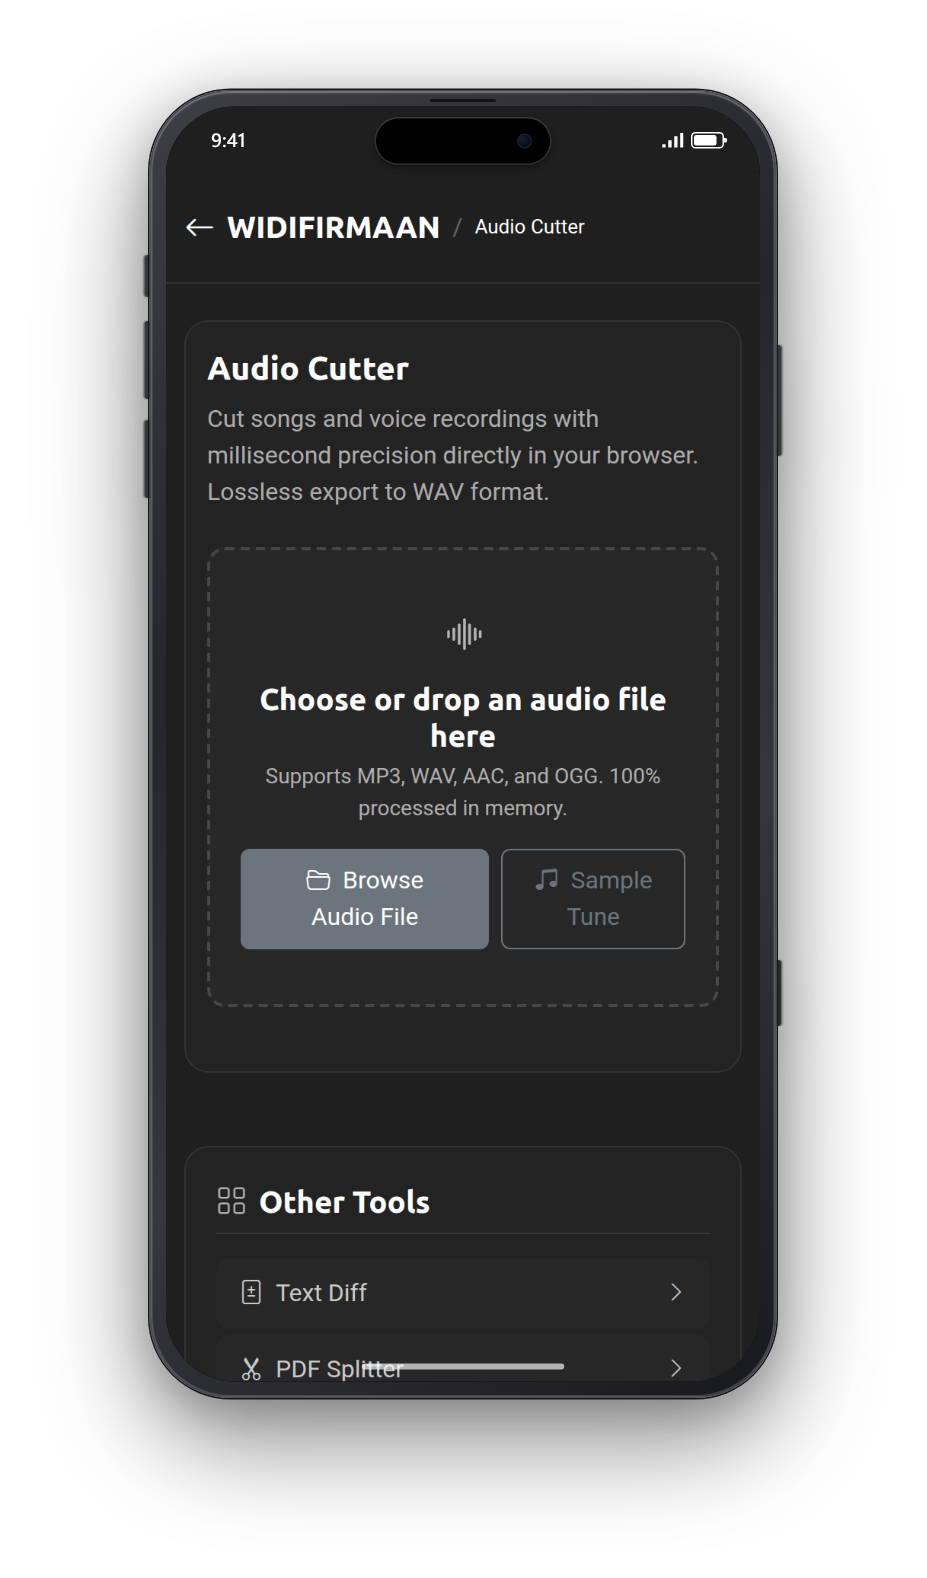 9:41
WIDIFIRMAAN / Audio Cutter
Audio Cutter
Cut songs and voice recordings with
millisecond precision directly in your browser.
Lossless export to WAV format.
Choose or drop an audio file
here
Supports MP3, WAV, AAC, and OGG. 100%
processed in memory.
Browse
Audio File
Sample
Tune
Other Tools
Text Diff
PDF Splitter